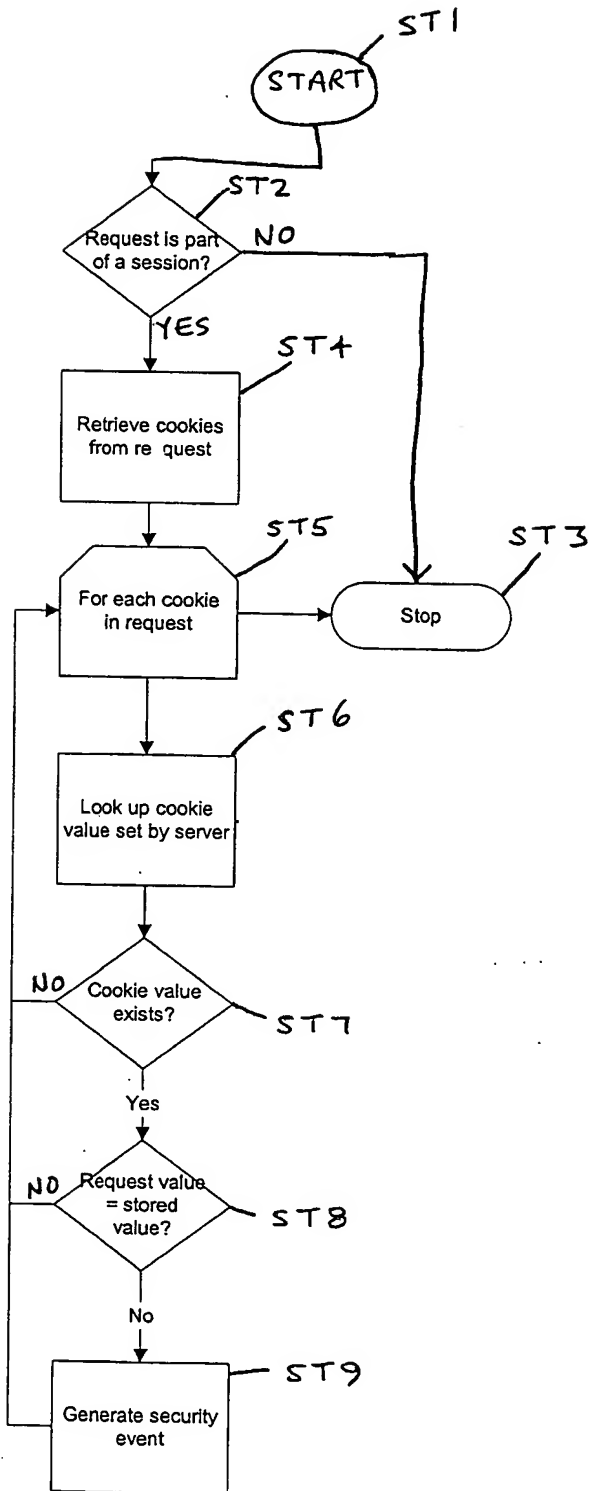 ST1
START
ST2
Request is part
of a session?
NO
YES
ST4
Retrieve cookies
from re quest
ST5
For each cookie
in request
ST3
Stop
ST6
Look up cookie
value set by server
NO
Cookie value
exists?
ST7
Yes
NO
Request value
= stored
value?
ST8
No
ST9
Generate security
event